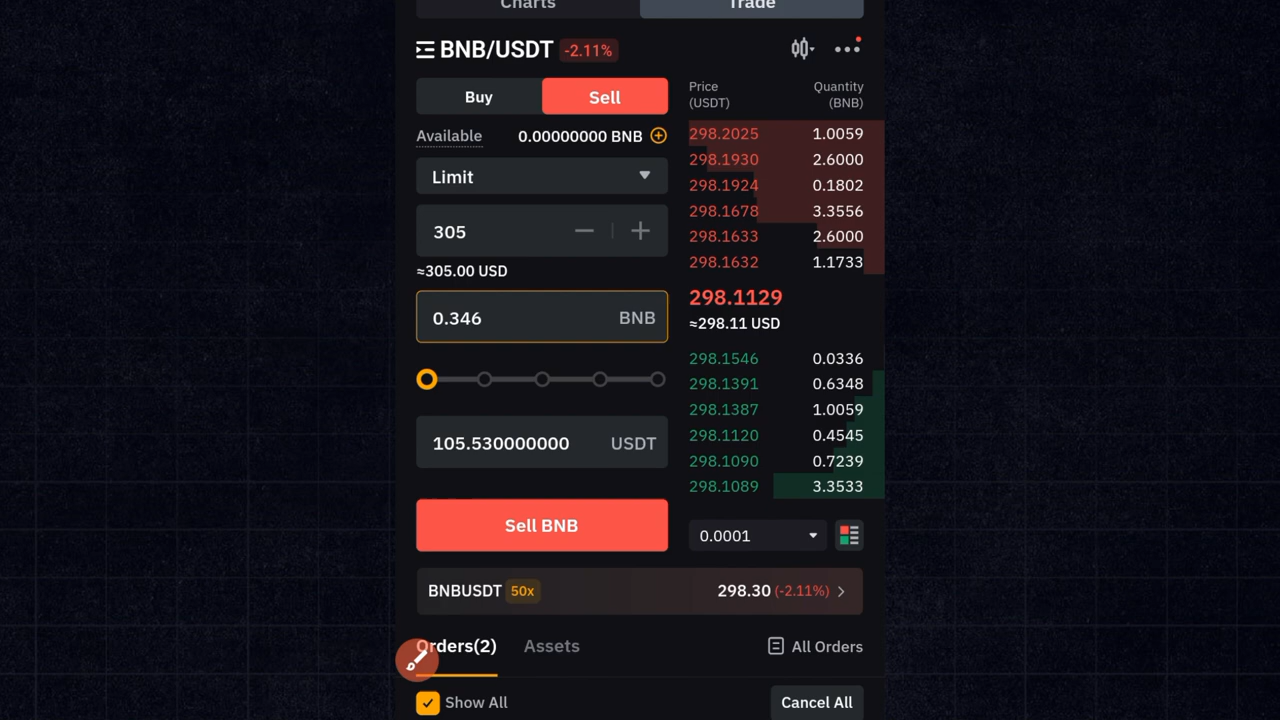 Charts
Trade
BNB/USDT -2.11%
Buy
Sell
Available 0.00000000 BNB
Limit
305
≈305.00 USD
0.346 BNB
105.530000000 USDT
Sell BNB
Price Quantity
(USDT) (BNB)
298.2025 1.0059
298.1930 2.6000
298.1924 0.1802
298.1678 3.3556
298.1633 2.6000
298.1632 1.1733
298.1129
≈298.11 USD
298.1546 0.0336
298.1391 0.6348
298.1387 1.0059
298.1120 0.4545
298.1090 0.7239
298.1089 3.3533
0.0001
BNBUSDT 50x 298.30 (-2.11%)
Orders(2) Assets All Orders
Show All Cancel All